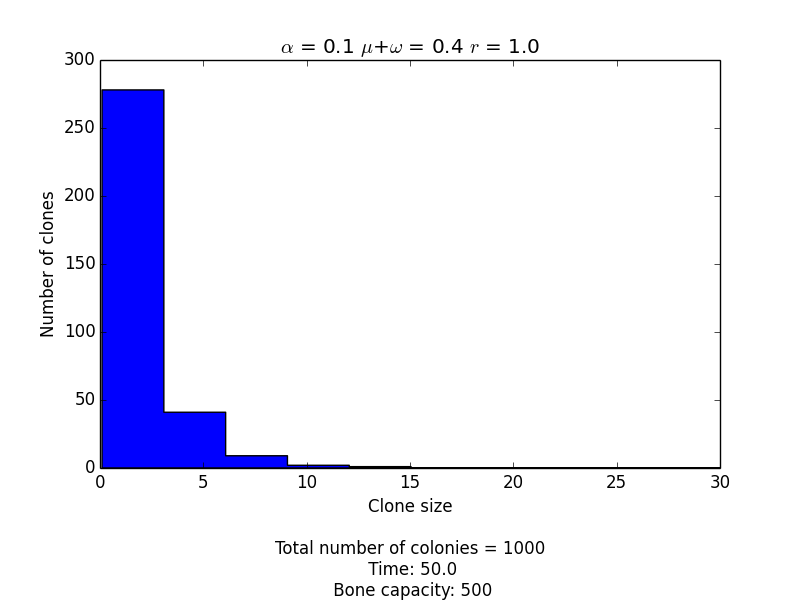 α = 0.1 μ+ω = 0.4 r = 1.0
300
250
200
150
100
50
0
Number of clones
0 5 10 15 20 25 30
Clone size
Total number of colonies = 1000
Time: 50.0
Bone capacity: 500